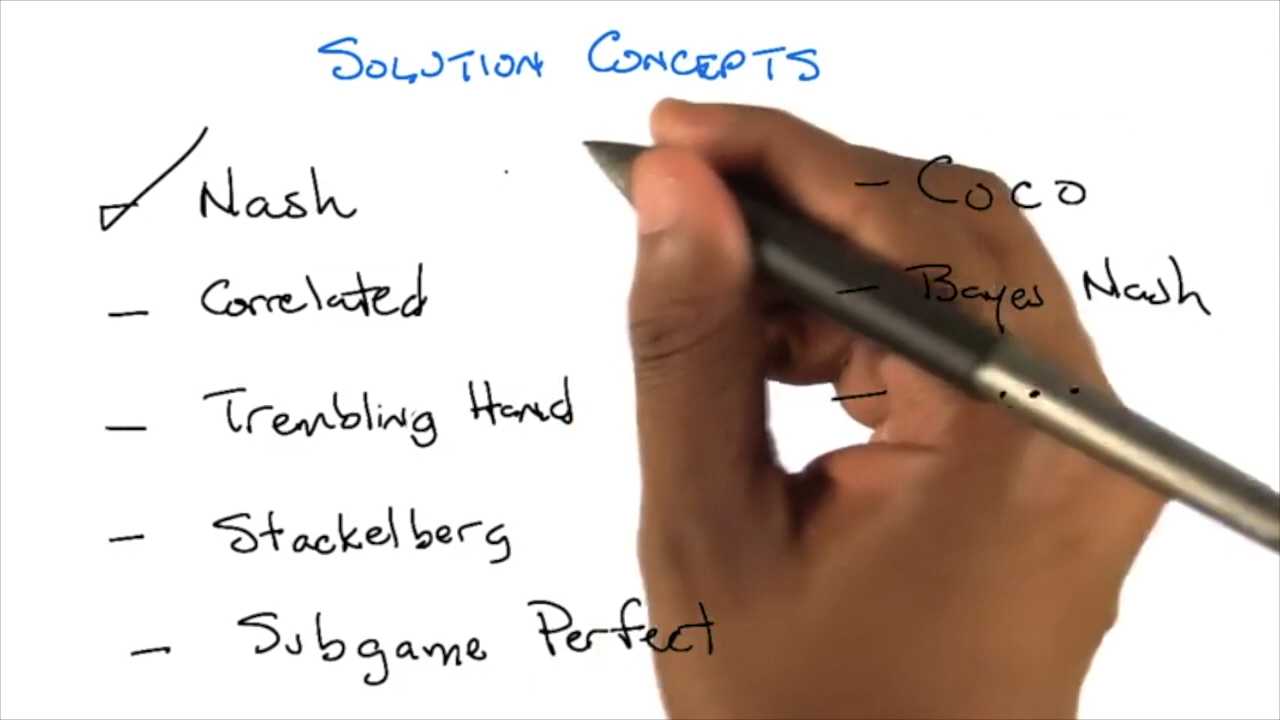 SOLUTION CONCEPTS
✓ Nash
– Correlated
– Trembling Hand
– Stackelberg
– Subgame Perfect
– Coco
– Bayes Nash
– ...